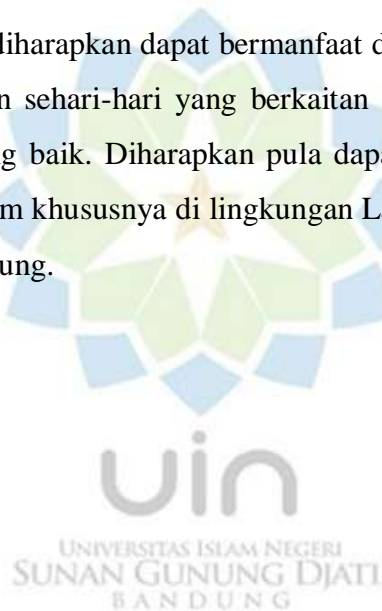 diharapkan dapat bermanfaat d
n sehari-hari yang berkaitan
ng baik. Diharapkan pula dapa
m khususnya di lingkungan L
ung.
uin
UNIVERSITAS ISLAM NEGERI
SUNAN GUNUNG DJATI
BANDUNG